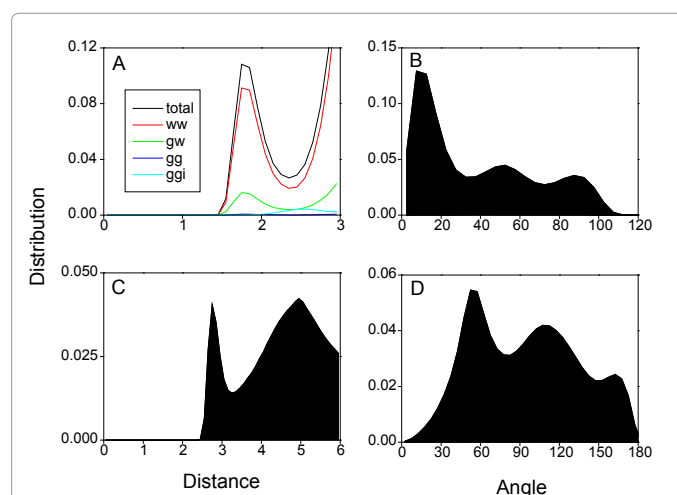 0.12
A
0.08
0.04
0.00
total
ww
gw
gg
ggi
0 1 2 3
0.15
B
0.10
0.05
0.00
0 20 40 60 80 100 120
Distribution
0.050
C
0.025
0.000
0 1 2 3 4 5 6
Distance
0.06
D
0.04
0.02
0.00
0 30 60 90 120 150 180
Angle